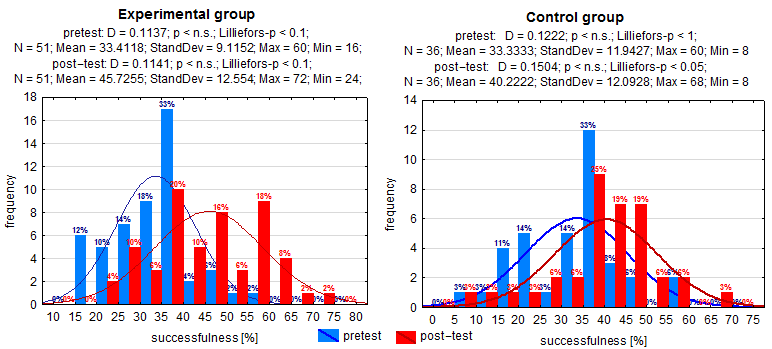 Experimental group
pretest: D = 0.1137; p < n.s.; Lilliefors-p < 0.1;
N = 51; Mean = 33.4118; StandDev = 9.1152; Max = 60; Min = 16;
post-test: D = 0.1141; p < n.s.; Lilliefors-p < 0.1;
N = 51; Mean = 45.7255; StandDev = 12.554; Max = 72; Min = 24;
18
16
14
12
10
8
6
4
2
0
frequency
33%
20%
18% 18%
16%
14%
12%
10% 10% 10%
8%
6% 6%
4% 4%
2% 2%
10 15 20 25 30 35 40 45 50 55 60 65 70 75 80
successfulness [%]
Control group
pretest: D = 0.1222; p < n.s.; Lilliefors-p < 1;
N = 36; Mean = 33.3333; StandDev = 11.9427; Max = 60; Min = 8
post-test: D = 0.1504; p < n.s.; Lilliefors-p < 0.05;
N = 36; Mean = 40.2222; StandDev = 12.0928; Max = 68; Min = 8
14
12
10
8
6
4
2
0
frequency
33%
25%
19% 19%
14% 14%
11%
6% 6%
3% 3% 3%
0 5 10 15 20 25 30 35 40 45 50 55 60 65 70 75
successfulness [%]
pretest post-test